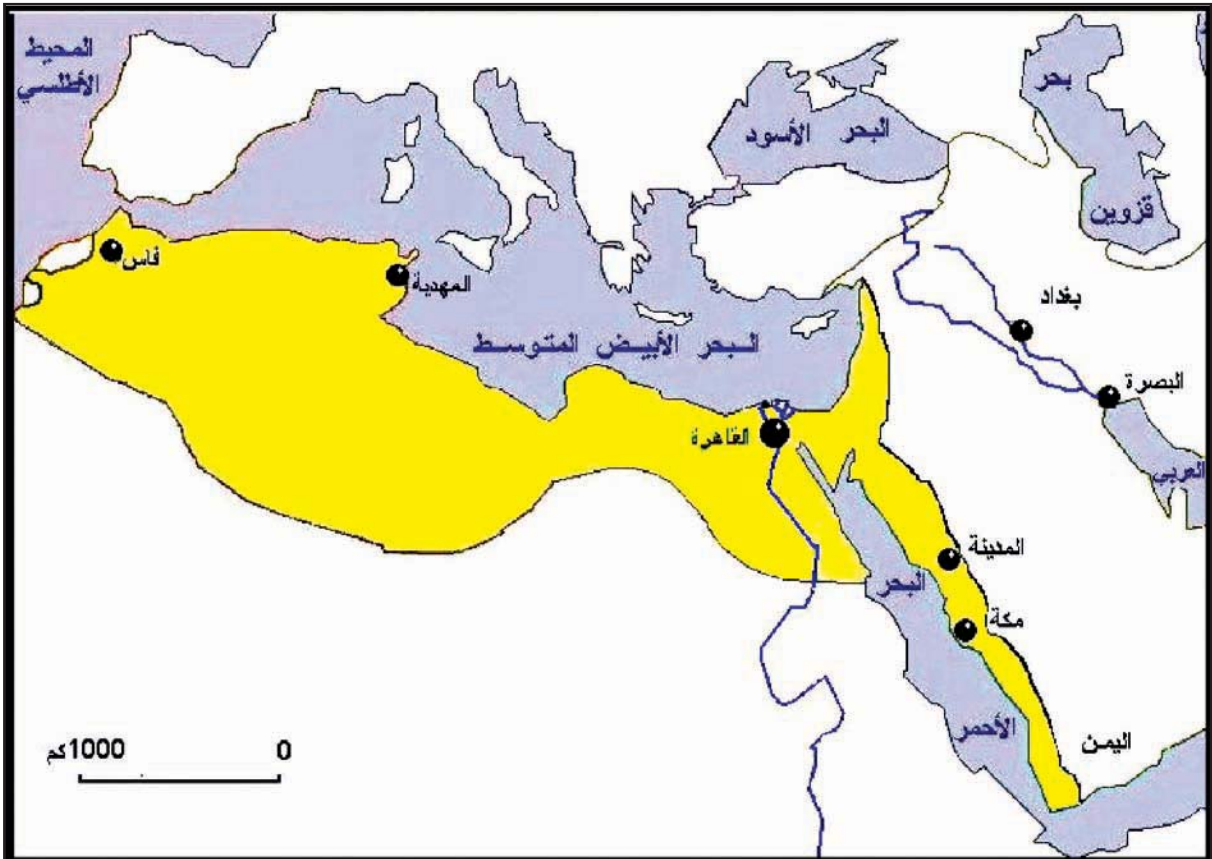 المحيط
الأطلسي
بحر
قزوين
البحر الأسود
فاس
المهدية
بغداد
البحر الأبيض المتوسط
البصرة
القاهرة
العربي
المدينة
البحر
مكة
الأحمر
اليمن
1000كم 0